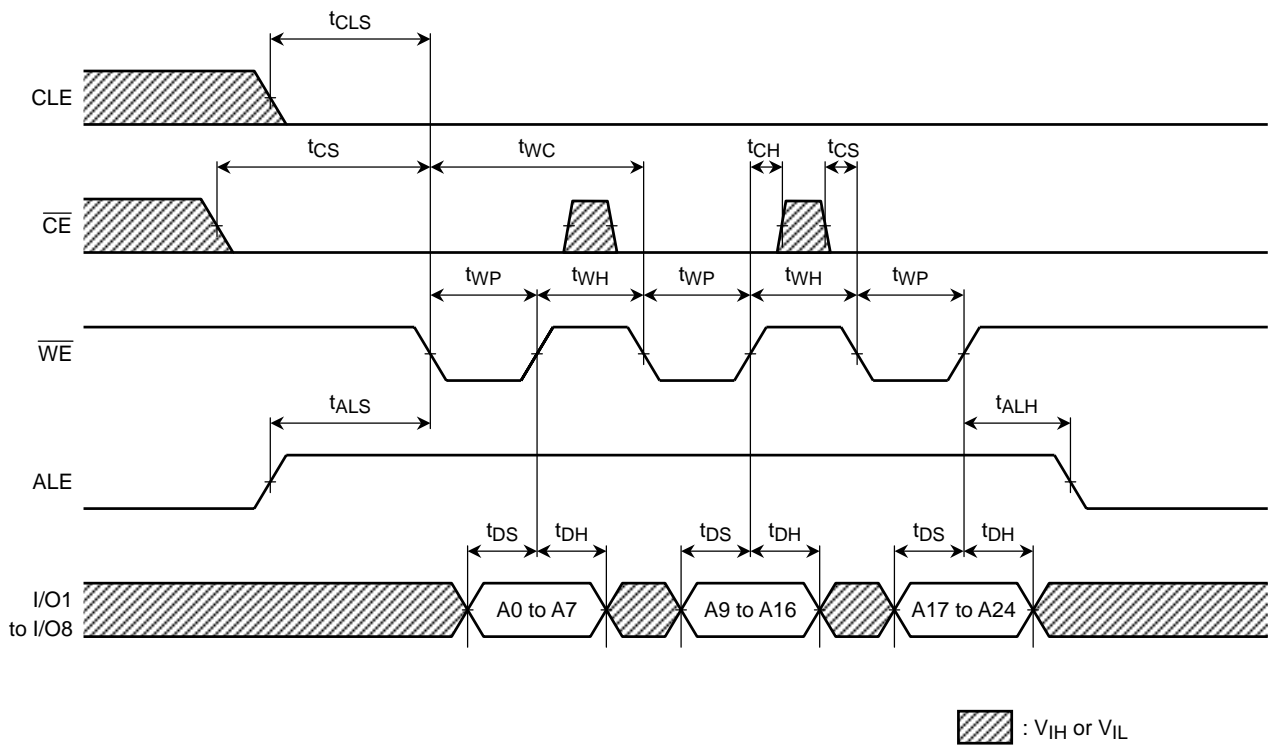 tCLS
CLE
tCS
tWC
tCH
tCS
CE
tWP
tWH
tWP
tWH
tWP
WE
tALS
tALH
ALE
tDS
tDH
tDS
tDH
tDS
tDH
I/O1
to I/O8
A0 to A7
A9 to A16
A17 to A24
: VIH or VIL